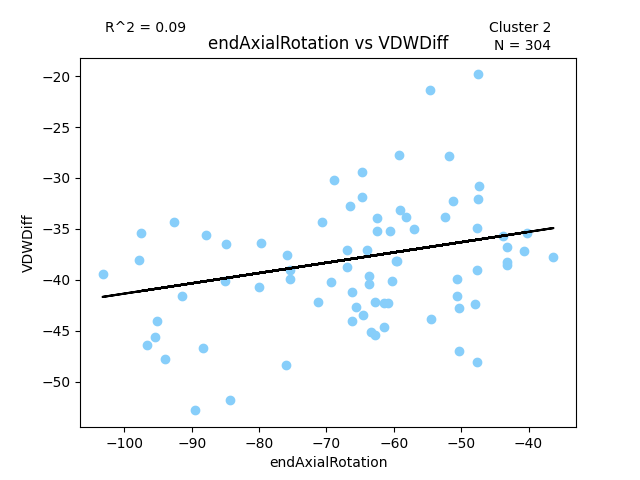 R^2 = 0.09
Cluster 2
N = 304
endAxialRotation vs VDWDiff
VDWDiff
−20
−25
−30
−35
−40
−45
−50
−100
−90
−80
−70
−60
−50
−40
endAxialRotation